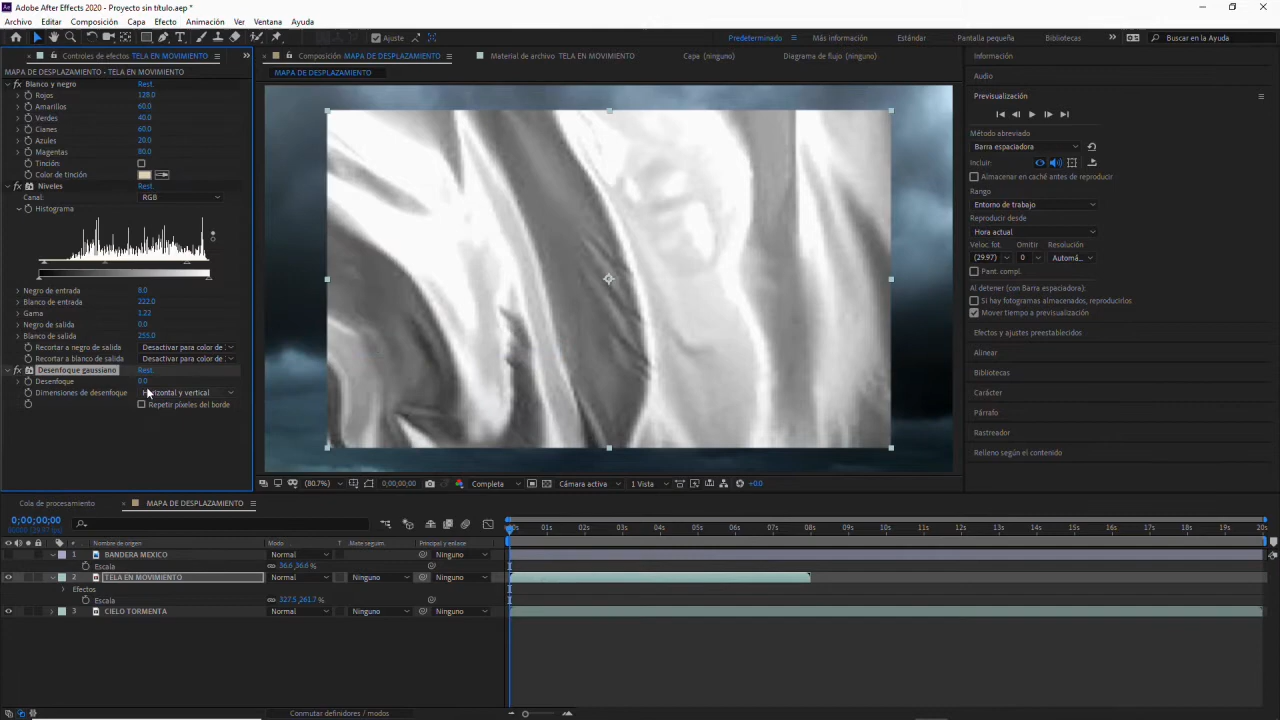 Adobe After Effects 2020 - Proyecto sin título.aep *
Archivo Editar Composición Capa Efecto Animación Ver Ventana Ayuda
Ajuste Predeterminado Más información Estándar Pantalla pequeña Bibliotecas Buscar en la Ayuda
Controles de efectos TELA EN MOVIMIENTO
MAPA DE DESPLAZAMIENTO - TELA EN MOVIMIENTO
Blanco y negro Rest.
Rojos 128.0
Amarillos 60.0
Verdes 40.0
Cianes 60.0
Azules 20.0
Magentas 80.0
Tinción:
Color de tinción
Niveles Rest.
Canal: RGB
Histograma
Negro de entrada 8.0
Blanco de entrada 222.0
Gama 1.22
Negro de salida 0.0
Blanco de salida 255.0
Recortar a negro de salida Desactivar para color de
Recortar a blanco de salida Desactivar para color de
Desenfoque gaussiano Rest.
Desenfoque 0.0
Dimensiones de desenfoque Horizontal y vertical
Repetir píxeles del borde
Composición MAPA DE DESPLAZAMIENTO Material de archivo TELA EN MOVIMIENTO Capa (ninguno) Diagrama de flujo (ninguno)
MAPA DE DESPLAZAMIENTO
(80.7%) 0;00;00;00 Completa Cámara activa 1 Vista +0.0
Información
Audio
Previsualización
Método abreviado
Barra espaciadora
Incluir:
Almacenar en caché antes de reproducir
Rango
Entorno de trabajo
Reproducir desde
Hora actual
Veloc. fot. Omitir Resolución
(29.97) 0 Automá...
Pant. compl.
Al detener (con Barra espaciadora):
Si hay fotogramas almacenados, reproducirlos
Mover tiempo a previsualización
Efectos y ajustes preestablecidos
Alinear
Bibliotecas
Carácter
Párrafo
Rastreador
Relleno según el contenido
Cola de procesamiento MAPA DE DESPLAZAMIENTO
0;00;00;00
# Nombre de origen Modo T Mate seguim. Principal y enlace
01s 02s 03s 04s 05s 06s 07s 08s 09s 10s 11s 12s 13s 14s 15s 16s 17s 18s 19s 20s
1 BANDERA MEXICO Normal Ninguno
Escala 36.6,36.6 %
2 TELA EN MOVIMIENTO Normal Ninguno Ninguno
Efectos
Escala 327.5,261.7 %
3 CIELO TORMENTA Normal Ninguno Ninguno
Conmutar definidores / modos